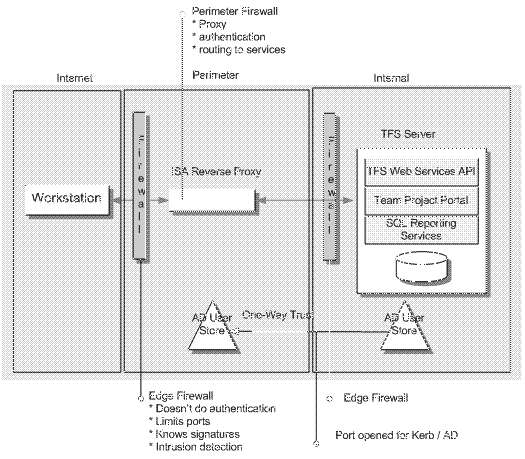 Perimeter Firewall
* Proxy
* authentication
* routing to services
Internet
Perimeter
Internal
Firewall
Firewall
TFS Server
ISA Reverse Proxy
TFS Web Services API
Workstation
Team Project Portal
SQL Reporting
Services
One-Way Trust
AD User
Store
AD User
Store
Edge Firewall
* Doesn't do authentication
* Limits ports
* Knows signatures
* Intrusion detection
Edge Firewall
Port opened for Kerb / AD